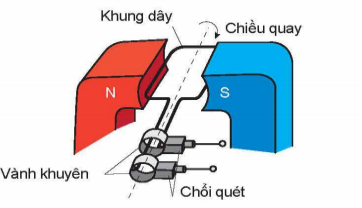 Khung dây
Chiều quay
N
S
Vành khuyên
Chổi quét